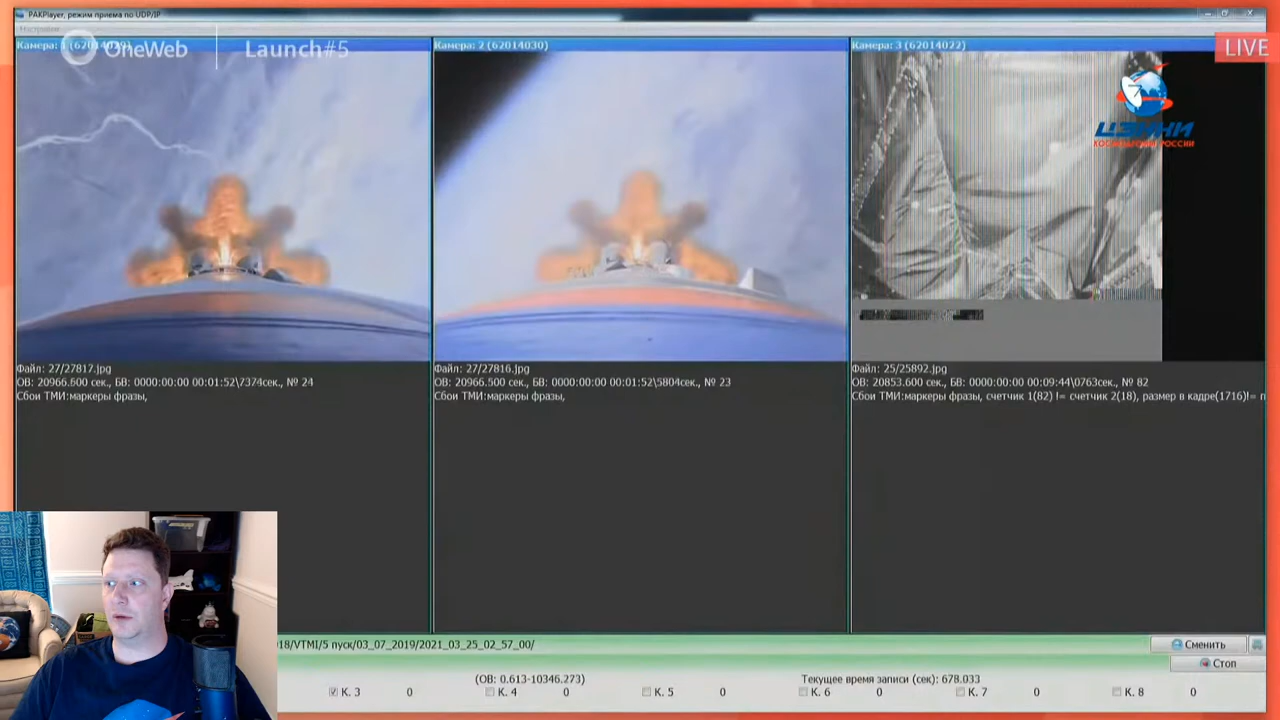 PAKPlayer, режим приема по UDP/IP
Настройки
Камера: 1
OneWeb
Launch#5
Камера: 2 (62014030)
Камера: 3 (62014022)
LIVE
ЦЭНКИ
КОСМОДРОМЫ РОССИИ
Файл: 27/27817.jpg
ОВ: 20966.600 сек., БВ: 0000:00:00 00:01:52\7374сек., № 24
Сбои ТМИ:маркеры фразы,
Файл: 27/27816.jpg
ОВ: 20966.500 сек., БВ: 0000:00:00 00:01:52\5804сек., № 23
Сбои ТМИ:маркеры фразы,
Файл: 25/25892.jpg
ОВ: 20853.600 сек., БВ: 0000:00:00 00:09:44\0763сек., № 82
Сбои ТМИ:маркеры фразы, счетчик 1(82) != счетчик 2(18), размер в кадре(1716)!= п
18/VTMI/5 пуск/03_07_2019/2021_03_25_02_57_00/
Сменить
Стоп
(ОВ: 0.613-10346.273)
Текущее время записи (сек): 678.033
К. 3 0 К. 4 0 К. 5 0 К. 6 0 К. 7 0 К. 8 0